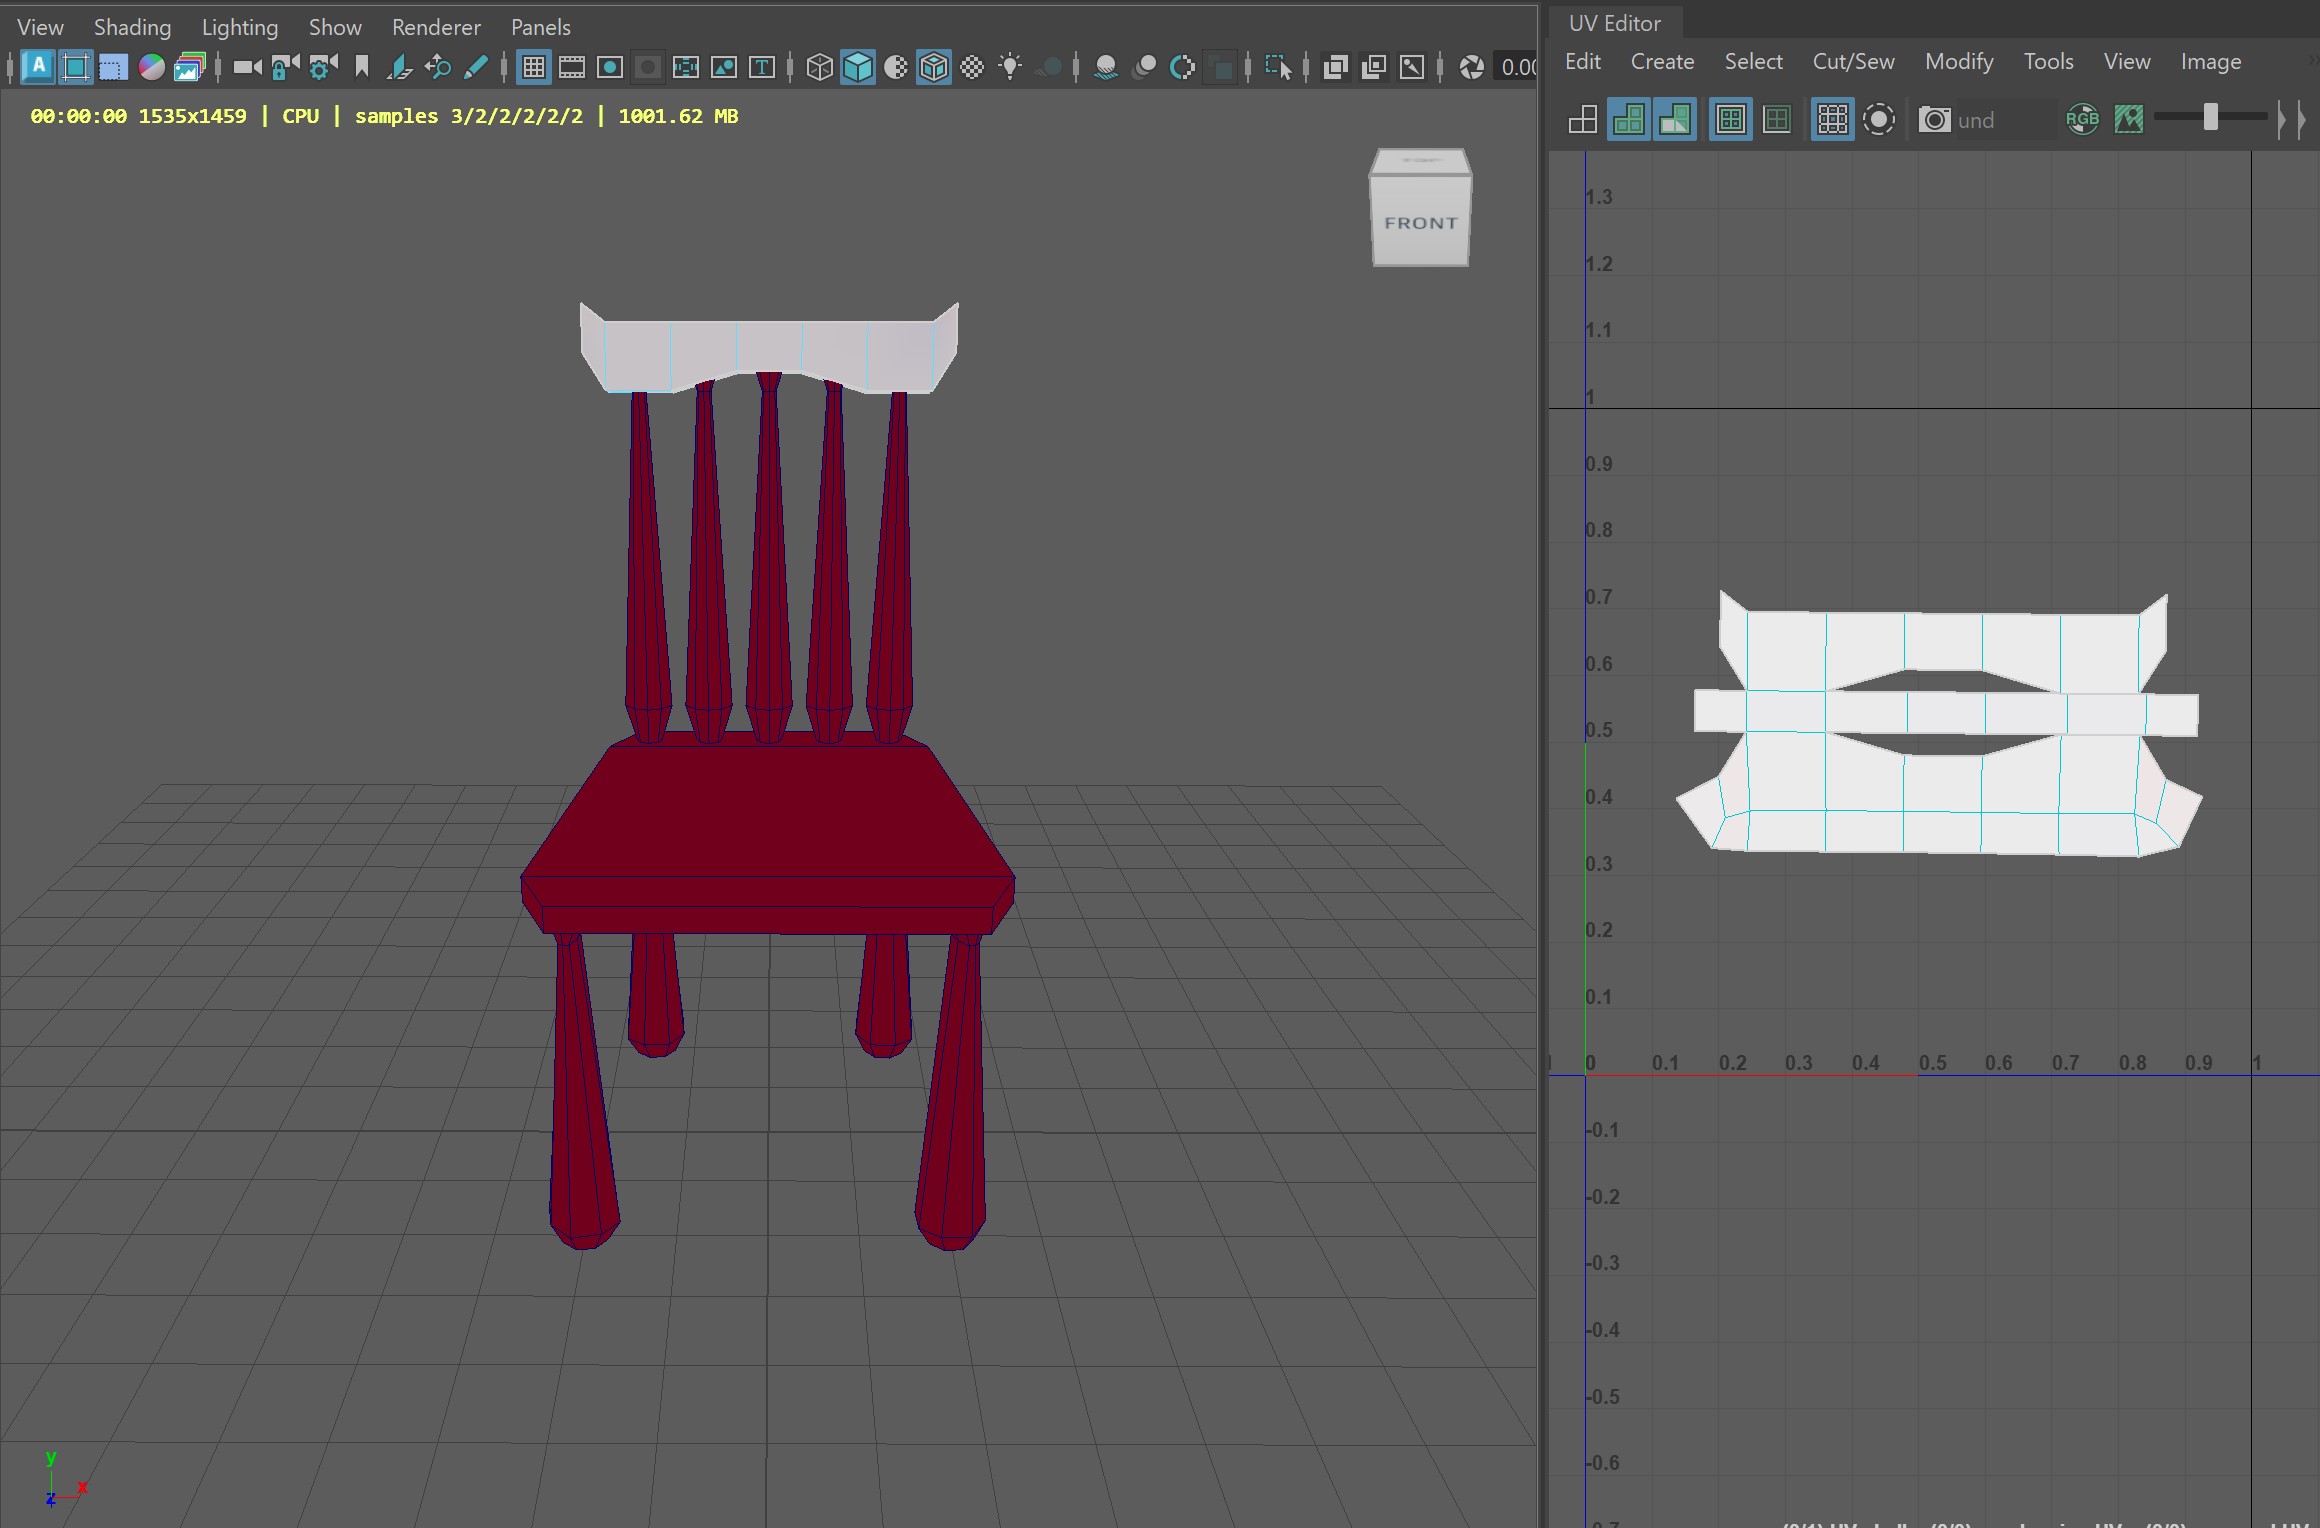 View Shading Lighting Show Renderer Panels
A
T
0.00
00:00:00 1535x1459 | CPU | samples 3/2/2/2/2/2 | 1001.62 MB
TOP
FRONT
y
z x
UV Editor
Edit Create Select Cut/Sew Modify Tools View Image
und RGB
1.3
1.2
1.1
1
0.9
0.8
0.7
0.6
0.5
0.4
0.3
0.2
0.1
0 0.1 0.2 0.3 0.4 0.5 0.6 0.7 0.8 0.9 1
-0.1
-0.2
-0.3
-0.4
-0.5
-0.6